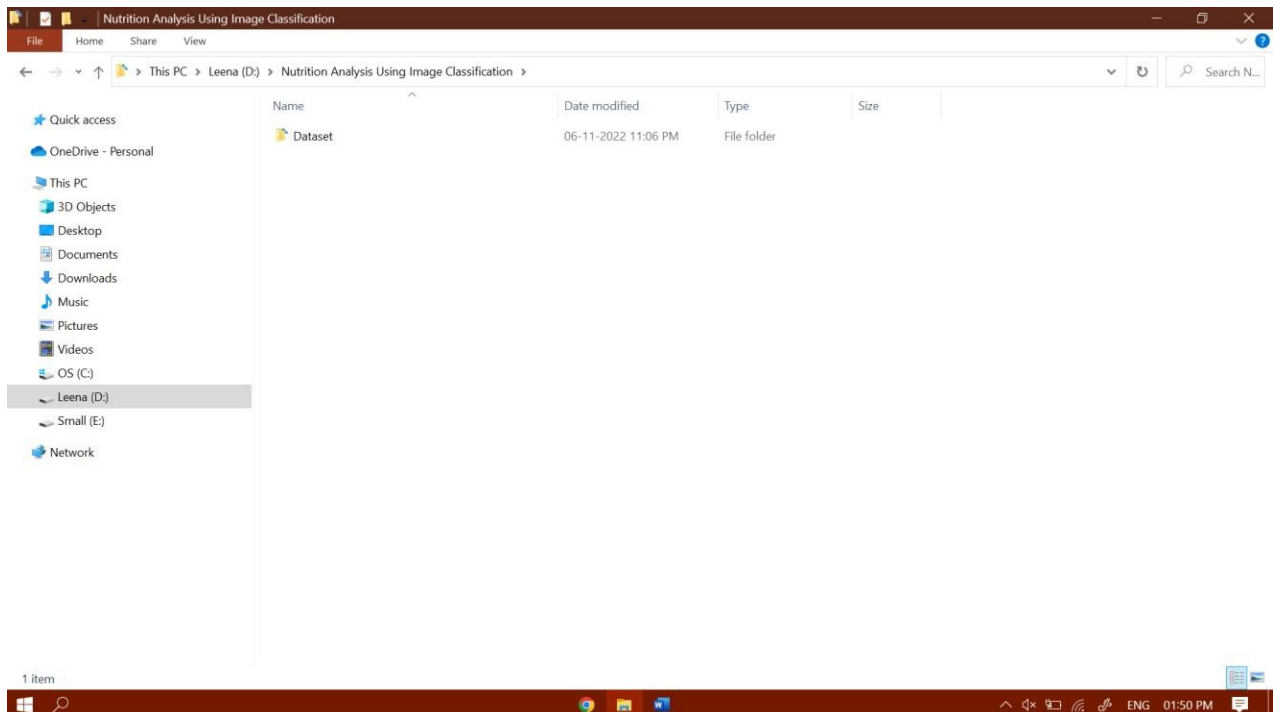 Nutrition Analysis Using Image Classification
File Home Share View
This PC > Leena (D:) > Nutrition Analysis Using Image Classification >
Search N...
Name Date modified Type Size
Dataset 06-11-2022 11:06 PM File folder
Quick access
OneDrive - Personal
This PC
3D Objects
Desktop
Documents
Downloads
Music
Pictures
Videos
OS (C:)
Leena (D:)
Small (E:)
Network
1 item
ENG 01:50 PM